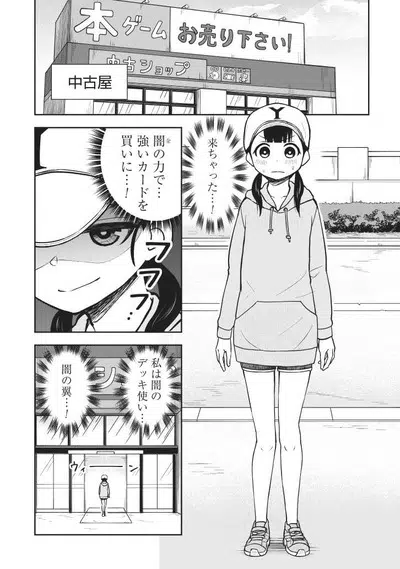 本
ゲーム
お売り下さい!
中古ショップ
中古屋
Y
来ちゃった…!
闇の力で…
強いカードを
買いに…!
フフフ
私は闇の
デッキ使い…
闇の翼…!
ウィーン